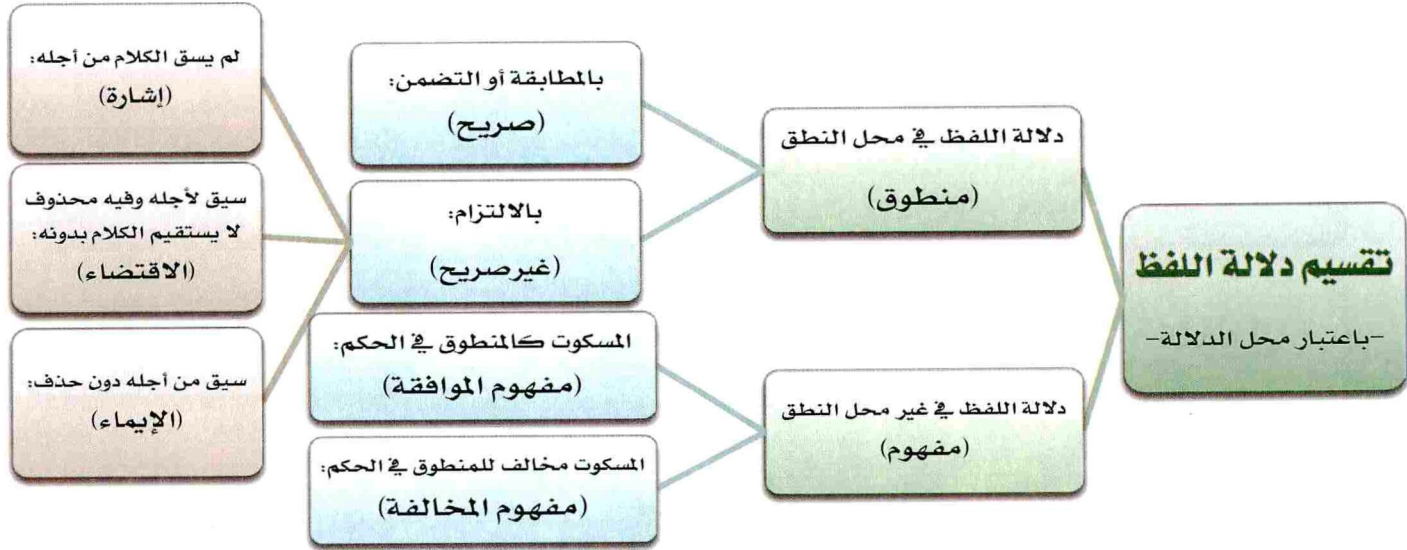 تقسيم دلالة اللفظ
-باعتبار محل الدلالة-
دلالة اللفظ في محل النطق
(منطوق)
بالمطابقة أو التضمن:
(صريح)
بالالتزام:
(غير صريح)
لم يسق الكلام من أجله:
(إشارة)
سيق لأجله وفيه محذوف
لا يستقيم الكلام بدونه:
(الاقتضاء)
سيق من أجله دون حذف:
(الإيماء)
دلالة اللفظ في غير محل النطق
(مفهوم)
المسكوت كالمنطوق في الحكم:
(مفهوم الموافقة)
المسكوت مخالف للمنطوق في الحكم:
(مفهوم المخالفة)